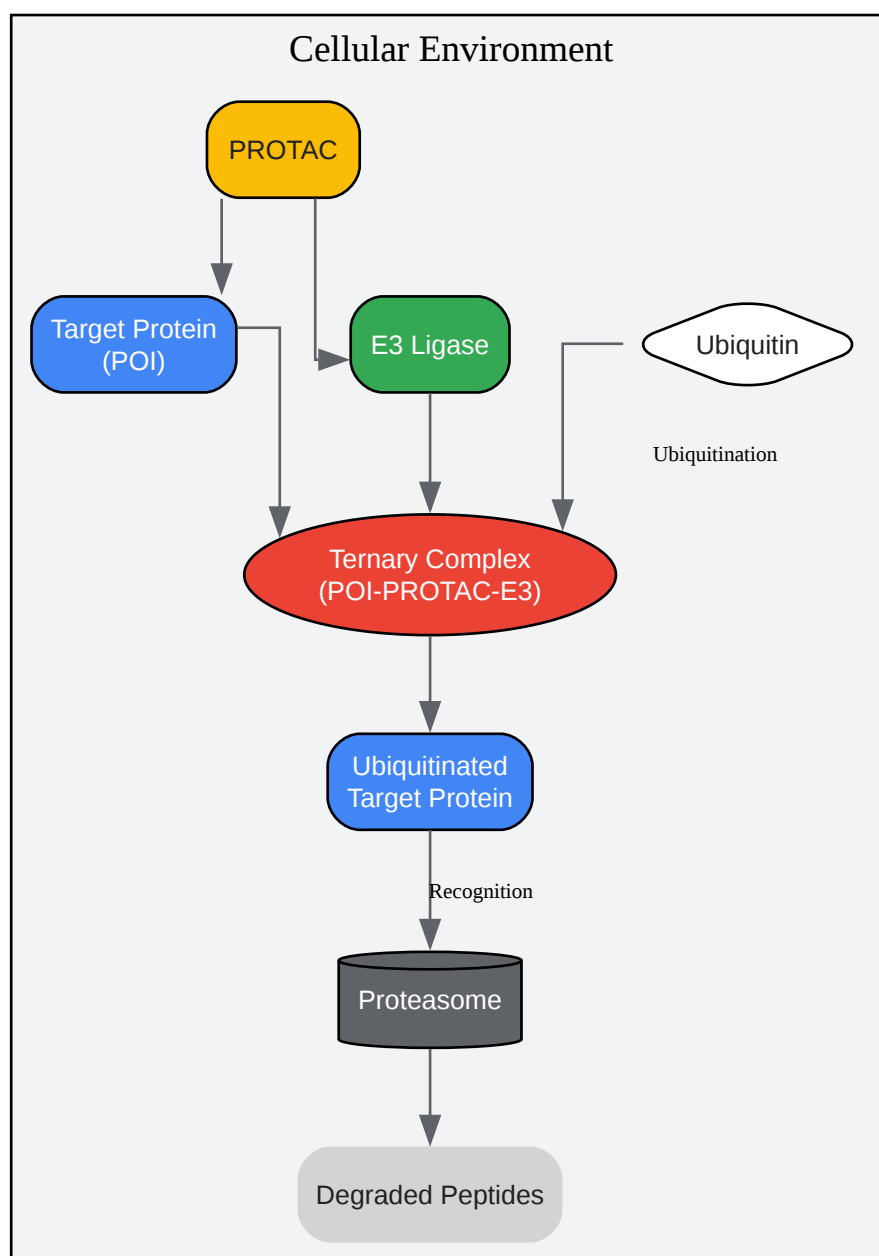 Cellular Environment
PROTAC
Target Protein
(POI)
E3 Ligase
Ubiquitin
Ubiquitination
Ternary Complex
(POI-PROTAC-E3)
Ubiquitinated
Target Protein
Recognition
Proteasome
Degraded Peptides